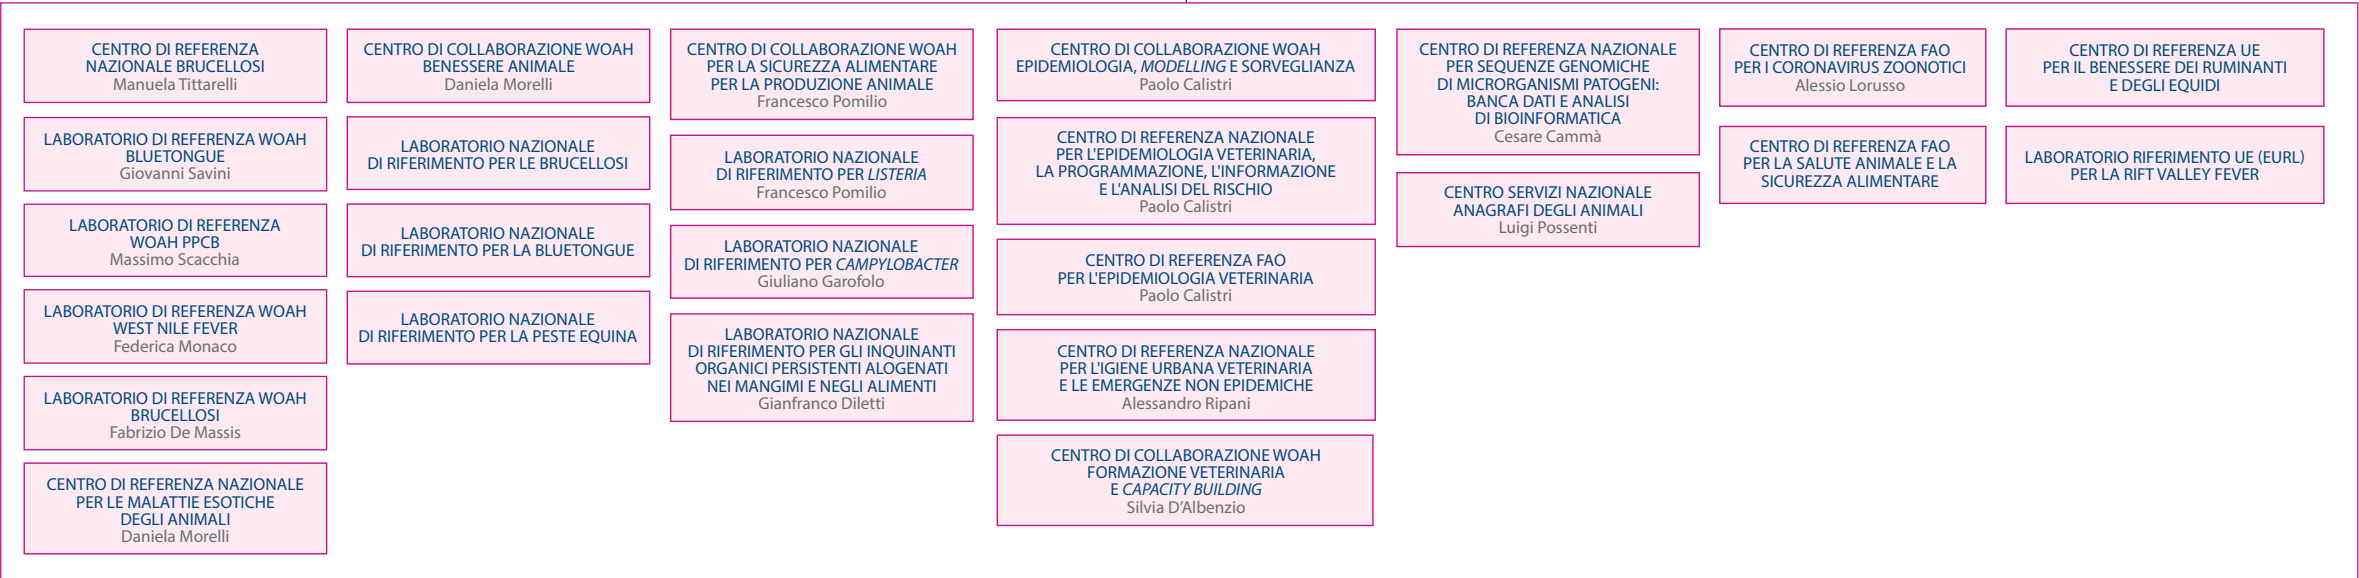 CENTRO DI REFERENZA
NAZIONALE BRUCELLOSI
Manuela Tittarelli
LABORATORIO DI REFERENZA WOAH
BLUETONGUE
Giovanni Savini
LABORATORIO DI REFERENZA
WOAH PPCB
Massimo Scacchia
LABORATORIO DI REFERENZA WOAH
WEST NILE FEVER
Federica Monaco
LABORATORIO DI REFERENZA WOAH
BRUCELLOSI
Fabrizio De Massis
CENTRO DI REFERENZA NAZIONALE
PER LE MALATTIE ESOTICHE
DEGLI ANIMALI
Daniela Morelli
CENTRO DI COLLABORAZIONE WOAH
BENESSERE ANIMALE
Daniela Morelli
LABORATORIO NAZIONALE
DI RIFERIMENTO PER LE BRUCELLOSI
LABORATORIO NAZIONALE
DI RIFERIMENTO PER LA BLUETONGUE
LABORATORIO NAZIONALE
DI RIFERIMENTO PER LA PESTE EQUINA
CENTRO DI COLLABORAZIONE WOAH
PER LA SICUREZZA ALIMENTARE
PER LA PRODUZIONE ANIMALE
Francesco Pomilio
LABORATORIO NAZIONALE
DI RIFERIMENTO PER LISTERIA
Francesco Pomilio
LABORATORIO NAZIONALE
DI RIFERIMENTO PER CAMPYLOBACTER
Giuliano Garofolo
LABORATORIO NAZIONALE
DI RIFERIMENTO PER GLI INQUINANTI
ORGANICI PERSISTENTI ALOGENATI
NEI MANGIMI E NEGLI ALIMENTI
Gianfranco Diletti
CENTRO DI COLLABORAZIONE WOAH
EPIDEMIOLOGIA, MODELLING E SORVEGLIANZA
Paolo Calistri
CENTRO DI REFERENZA NAZIONALE
PER L'EPIDEMIOLOGIA VETERINARIA,
LA PROGRAMMAZIONE, L'INFORMAZIONE
E L'ANALISI DEL RISCHIO
Paolo Calistri
CENTRO DI REFERENZA FAO
PER L'EPIDEMIOLOGIA VETERINARIA
Paolo Calistri
CENTRO DI REFERENZA NAZIONALE
PER L'IGIENE URBANA VETERINARIA
E LE EMERGENZE NON EPIDEMICHE
Alessandro Ripani
CENTRO DI COLLABORAZIONE WOAH
FORMAZIONE VETERINARIA
E CAPACITY BUILDING
Silvia D’Albenzio
CENTRO DI REFERENZA NAZIONALE
PER SEQUENZE GENOMICHE
DI MICRORGANISMI PATOGENI:
BANCA DATI E ANALISI
DI BIOINFORMATICA
Cesare Cammà
CENTRO SERVIZI NAZIONALE
ANAGRAFI DEGLI ANIMALI
Luigi Possenti
CENTRO DI REFERENZA FAO
PER I CORONAVIRUS ZOONOTICI
Alessio Lorusso
CENTRO DI REFERENZA FAO
PER LA SALUTE ANIMALE E LA
SICUREZZA ALIMENTARE
CENTRO DI REFERENZA UE
PER IL BENESSERE DEI RUMINANTI
E DEGLI EQUIDI
LABORATORIO RIFERIMENTO UE (EURL)
PER LA RIFT VALLEY FEVER